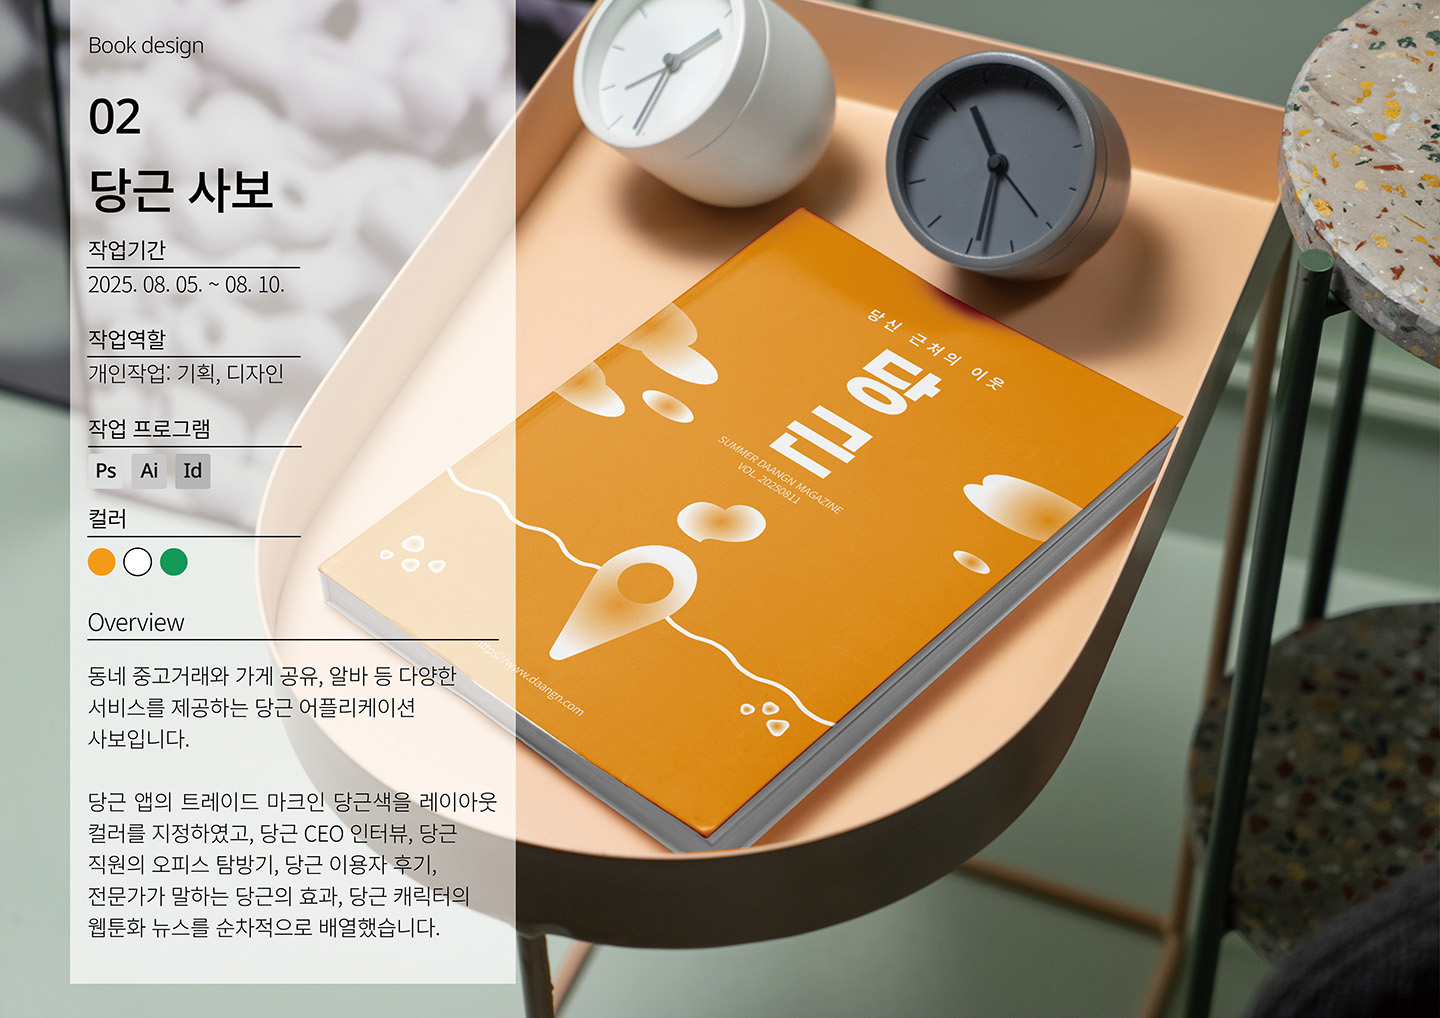 Book design
02
당근 사보
작업기간
2025. 08. 05. ~ 08. 10.
작업역할
개인작업: 기획, 디자인
작업 프로그램
Ps Ai Id
컬러
Overview
동네 중고거래와 가게 공유, 알바 등 다양한
서비스를 제공하는 당근 어플리케이션
사보입니다.
당근 앱의 트레이드 마크인 당근색을 레이아웃
컬러를 지정하였고, 당근 CEO 인터뷰, 당근
직원의 오피스 탐방기, 당근 이용자 후기,
전문가가 말하는 당근의 효과, 당근 캐릭터의
웹툰화 뉴스를 순차적으로 배열했습니다.
당신 근처의 이웃
당
근
SUMMER DAANGN MAGAZINE
VOL. 20250811
https://www.daangn.com